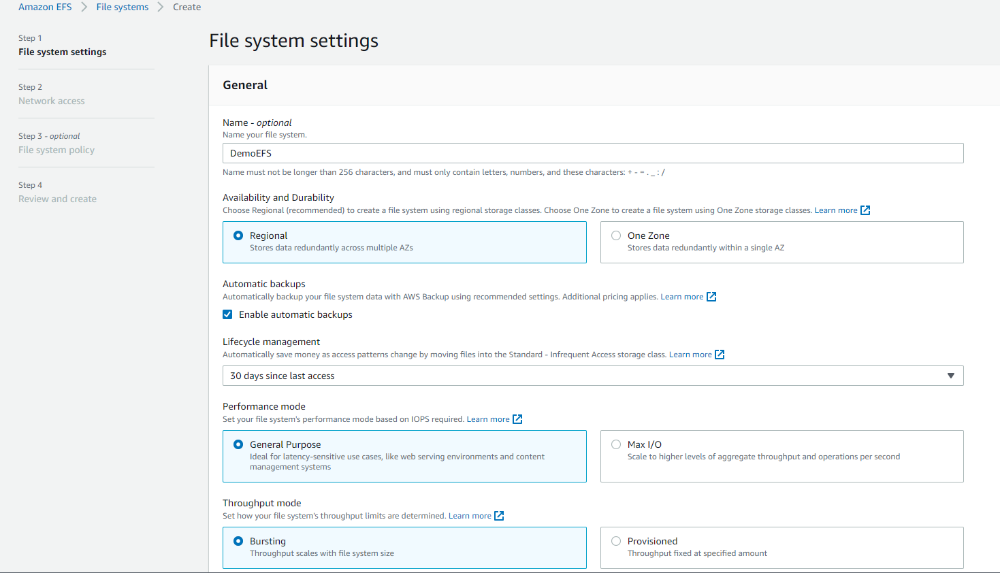 Amazon EFS > File systems > Create
Step 1
File system settings
Step 2
Network access
Step 3 - optional
File system policy
Step 4
Review and create
File system settings
General
Name - optional
Name your file system.
DemoEFS
Name must not be longer than 256 characters, and must only contain letters, numbers, and these characters: + - = . _ : /
Availability and Durability
Choose Regional (recommended) to create a file system using regional storage classes. Choose One Zone to create a file system using One Zone storage classes. Learn more
Regional
Stores data redundantly across multiple AZs
One Zone
Stores data redundantly within a single AZ
Automatic backups
Automatically backup your file system data with AWS Backup using recommended settings. Additional pricing applies. Learn more
Enable automatic backups
Lifecycle management
Automatically save money as access patterns change by moving files into the Standard - Infrequent Access storage class. Learn more
30 days since last access
Performance mode
Set your file system's performance mode based on IOPS required. Learn more
General Purpose
Ideal for latency-sensitive use cases, like web serving environments and content
management systems
Max I/O
Scale to higher levels of aggregate throughput and operations per second
Throughput mode
Set how your file system's throughput limits are determined. Learn more
Bursting
Throughput scales with file system size
Provisioned
Throughput fixed at specified amount